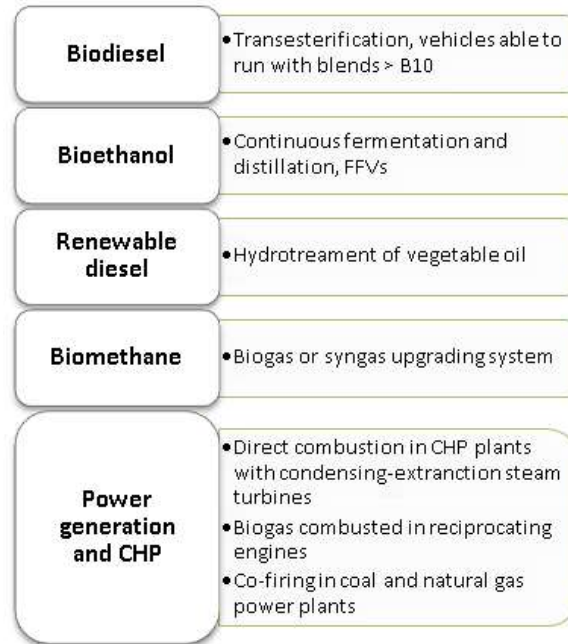 Biodiesel
•Transesterification, vehicles able to
run with blends > B10
Bioethanol
•Continuous fermentation and
distillation, FFVs
Renewable
diesel
•Hydrotreament of vegetable oil
Biomethane
•Biogas or syngas upgrading system
Power
generation
and CHP
•Direct combustion in CHP plants
with condensing-extranction steam
turbines
•Biogas combusted in reciprocating
engines
•Co-firing in coal and natural gas
power plants